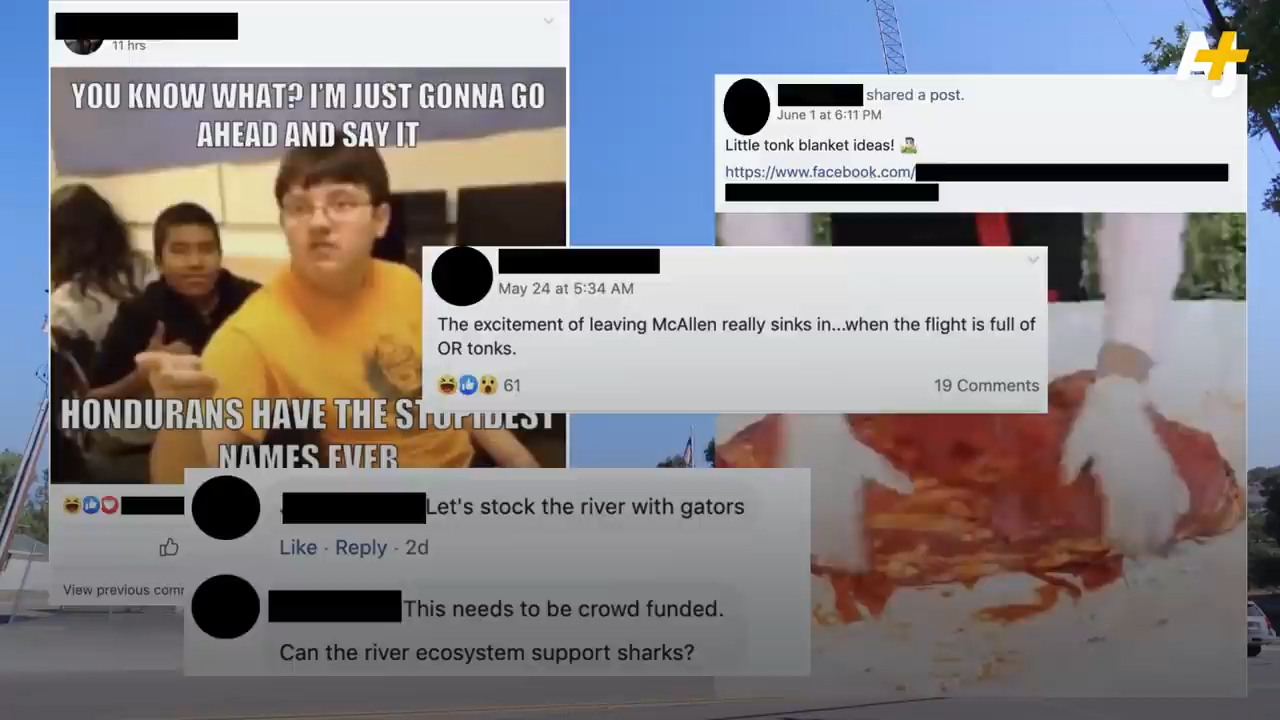 11 hrs
YOU KNOW WHAT? I'M JUST GONNA GO
AHEAD AND SAY IT
HONDURANS HAVE THE STUPIDEST
NAMES EVER
View previous comm
AJ+
shared a post.
June 1 at 6:11 PM
Little tonk blanket ideas!
https://www.facebook.com/
May 24 at 5:34 AM
The excitement of leaving McAllen really sinks in...when the flight is full of
OR tonks.
61
19 Comments
Let's stock the river with gators
Like · Reply · 2d
This needs to be crowd funded.
Can the river ecosystem support sharks?